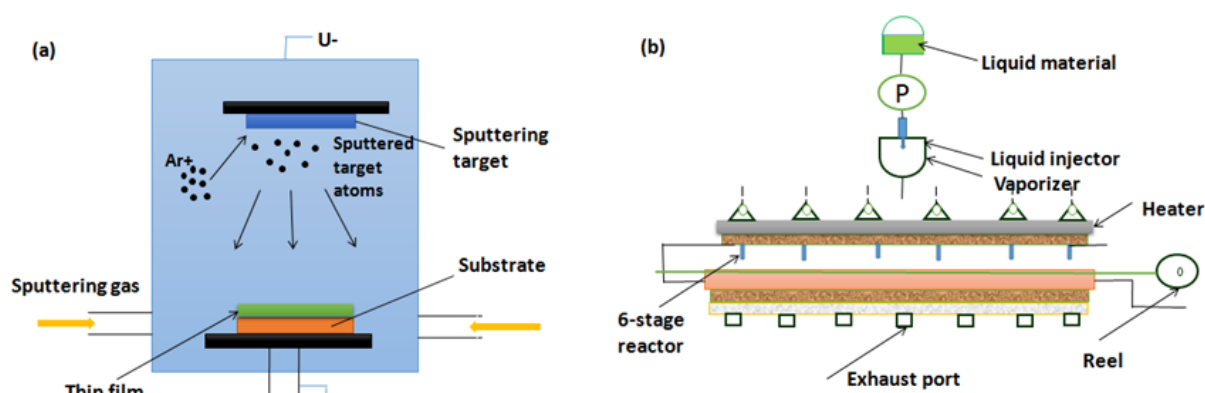 (a)
U-
Ar+
Sputtered
target
atoms
Sputtering
target
Substrate
Sputtering gas
Thin film
(b)
Liquid material
P
Liquid injector
Vaporizer
Heater
0
6-stage
reactor
Exhaust port
Reel